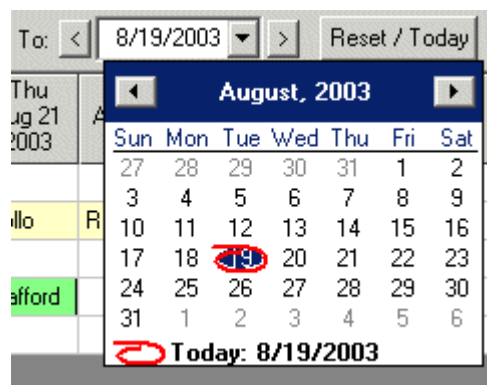 To: < 8/19/2003 > Reset / Today
Thu
ug 21
2003
August, 2003
Sun Mon Tue Wed Thu Fri Sat
27 28 29 30 31 1 2
3 4 5 6 7 8 9
10 11 12 13 14 15 16
17 18 19 20 21 22 23
24 25 26 27 28 29 30
31 1 2 3 4 5 6
Today: 8/19/2003
ollo
R
afford